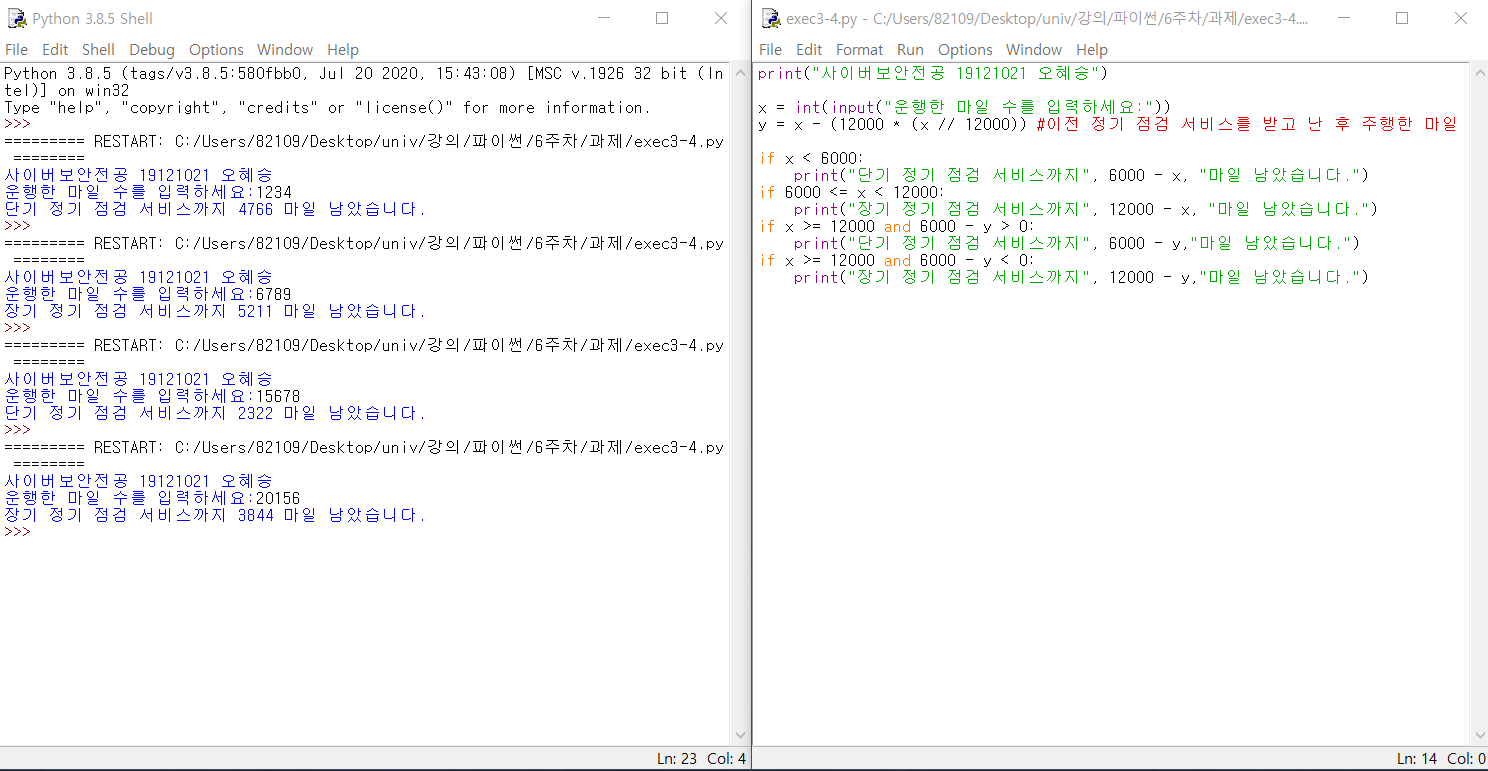 Python 3.8.5 Shell
File Edit Shell Debug Options Window Help
Python 3.8.5 (tags/v3.8.5:580fbb0, Jul 20 2020, 15:43:08) [MSC v.1926 32 bit (In
tel)] on win32
Type "help", "copyright", "credits" or "license()" for more information.
>>>
========= RESTART: C:/Users/82109/Desktop/univ/강의/파이썬/6주차/과제/exec3-4.py
========
사이버보안전공 19121021 오혜승
운행한 마일 수를 입력하세요:1234
단기 정기 점검 서비스까지 4766 마일 남았습니다.
>>>
========= RESTART: C:/Users/82109/Desktop/univ/강의/파이썬/6주차/과제/exec3-4.py
========
사이버보안전공 19121021 오혜승
운행한 마일 수를 입력하세요:6789
장기 정기 점검 서비스까지 5211 마일 남았습니다.
>>>
========= RESTART: C:/Users/82109/Desktop/univ/강의/파이썬/6주차/과제/exec3-4.py
========
사이버보안전공 19121021 오혜승
운행한 마일 수를 입력하세요:15678
단기 정기 점검 서비스까지 2322 마일 남았습니다.
>>>
========= RESTART: C:/Users/82109/Desktop/univ/강의/파이썬/6주차/과제/exec3-4.py
========
사이버보안전공 19121021 오혜승
운행한 마일 수를 입력하세요:20156
장기 정기 점검 서비스까지 3844 마일 남았습니다.
>>>
Ln: 23 Col: 4
exec3-4.py - C:/Users/82109/Desktop/univ/강의/파이썬/6주차/과제/exec3-4....
File Edit Format Run Options Window Help
print("사이버보안전공 19121021 오혜승")
x = int(input("운행한 마일 수를 입력하세요:"))
y = x - (12000 * (x // 12000)) #이전 정기 점검 서비스를 받고 난 후 주행한 마일
if x < 6000:
    print("단기 정기 점검 서비스까지", 6000 - x, "마일 남았습니다.")
if 6000 <= x < 12000:
    print("장기 정기 점검 서비스까지", 12000 - x, "마일 남았습니다.")
if x >= 12000 and 6000 - y > 0:
    print("단기 정기 점검 서비스까지", 6000 - y,"마일 남았습니다.")
if x >= 12000 and 6000 - y < 0:
    print("장기 정기 점검 서비스까지", 12000 - y,"마일 남았습니다.")
Ln: 14 Col: 0